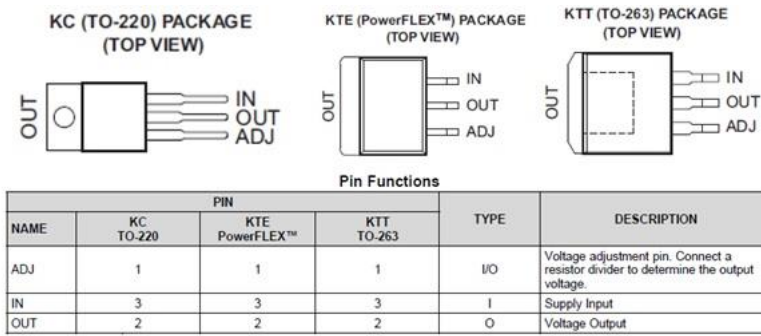 KC (TO-220) PACKAGE
(TOP VIEW)
OUT
IN
OUT
ADJ
KTE (PowerFLEX™) PACKAGE
(TOP VIEW)
OUT
IN
OUT
ADJ
KTT (TO-263) PACKAGE
(TOP VIEW)
OUT
IN
OUT
ADJ
Pin Functions
PIN
TYPE
DESCRIPTION
NAME
KC
TO-220
KTE
PowerFLEX™
KTT
TO-263
ADJ 1 1 1 I/O Voltage adjustment pin. Connect a
resistor divider to determine the output
voltage.
IN 3 3 3 I Supply Input
OUT 2 2 2 O Voltage Output